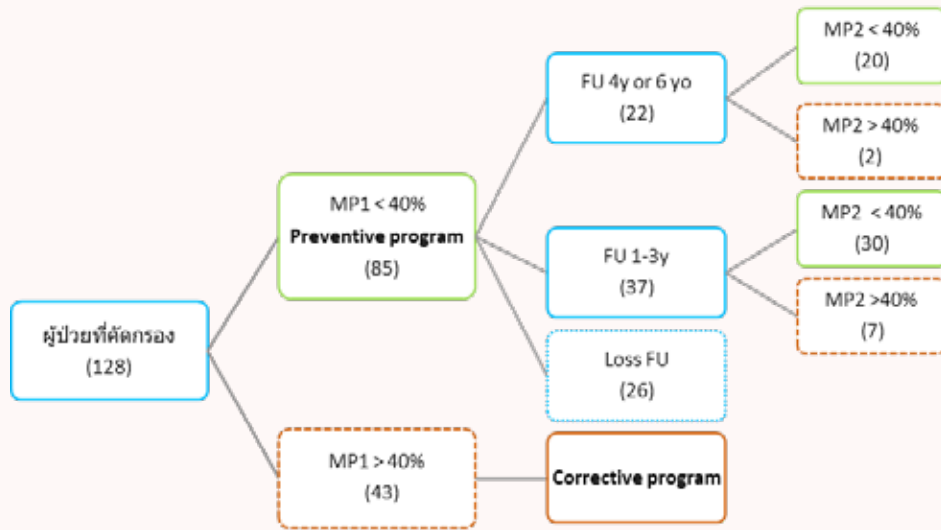 ผู้ป่วยที่คัดกรอง
(128)
MP1 < 40%
Preventive program
(85)
MP1 > 40%
(43)
FU 4y or 6 yo
(22)
FU 1-3y
(37)
Loss FU
(26)
Corrective program
MP2 < 40%
(20)
MP2 > 40%
(2)
MP2 < 40%
(30)
MP2 >40%
(7)